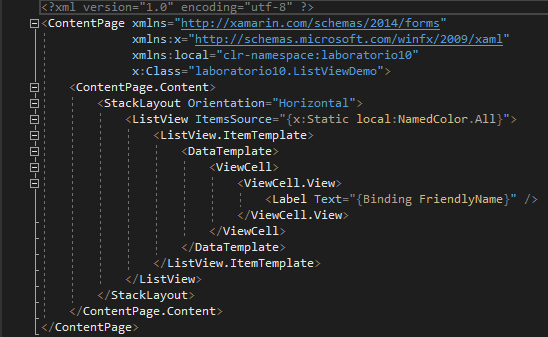 <?xml version="1.0" encoding="utf-8" ?>
<ContentPage xmlns="http://xamarin.com/schemas/2014/forms"
xmlns:x="http://schemas.microsoft.com/winfx/2009/xaml"
xmlns:local="clr-namespace:laboratorio10"
x:Class="laboratorio10.ListViewDemo">
<ContentPage.Content>
<StackLayout Orientation="Horizontal">
<ListView ItemsSource="{x:Static local:NamedColor.All}">
<ListView.ItemTemplate>
<DataTemplate>
<ViewCell>
<ViewCell.View>
<Label Text="{Binding FriendlyName}" />
</ViewCell.View>
</ViewCell>
</DataTemplate>
</ListView.ItemTemplate>
</ListView>
</StackLayout>
</ContentPage.Content>
</ContentPage>